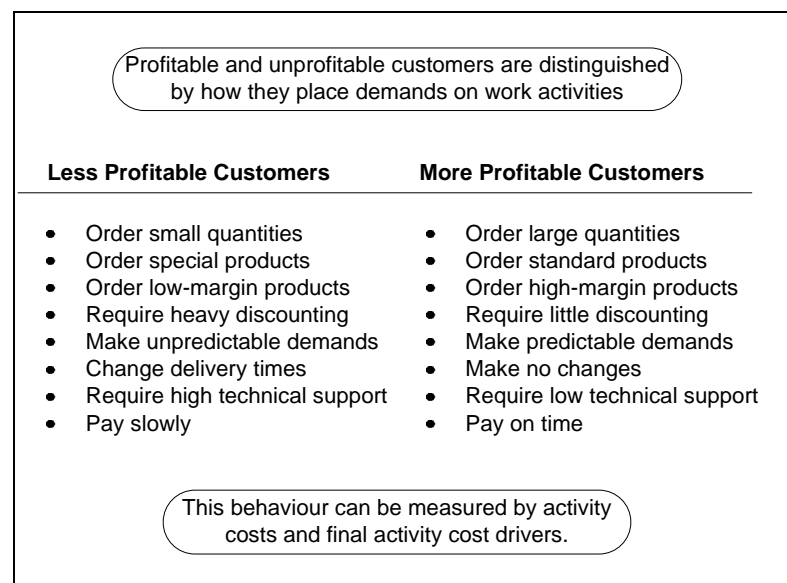 Profitable and unprofitable customers are distinguished
by how they place demands on work activities
Less Profitable Customers
More Profitable Customers
• Order small quantities
• Order special products
• Order low-margin products
• Require heavy discounting
• Make unpredictable demands
• Change delivery times
• Require high technical support
• Pay slowly
• Order large quantities
• Order standard products
• Order high-margin products
• Require little discounting
• Make predictable demands
• Make no changes
• Require low technical support
• Pay on time
This behaviour can be measured by activity
costs and final activity cost drivers.